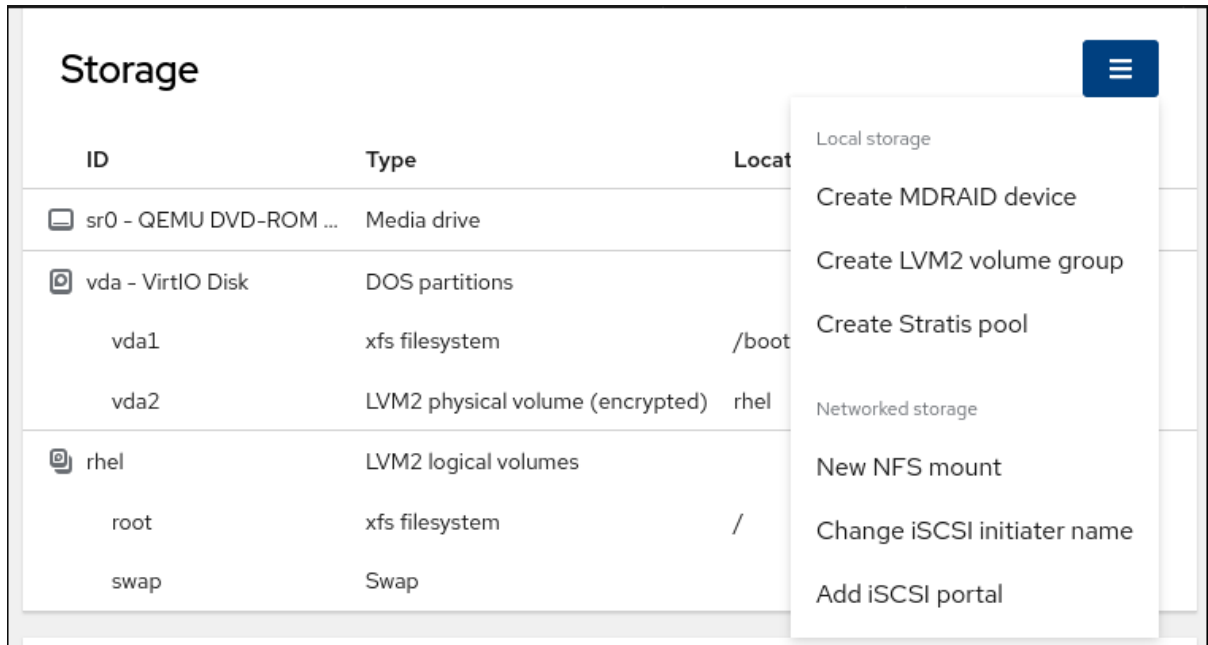 Storage
ID Type Locat
sr0 - QEMU DVD-ROM ... Media drive
vda - VirtIO Disk DOS partitions
vda1 xfs filesystem /boot
vda2 LVM2 physical volume (encrypted) rhel
rhel LVM2 logical volumes
root xfs filesystem /
swap Swap
Local storage
Create MDRAID device
Create LVM2 volume group
Create Stratis pool
Networked storage
New NFS mount
Change iSCSI initiater name
Add iSCSI portal